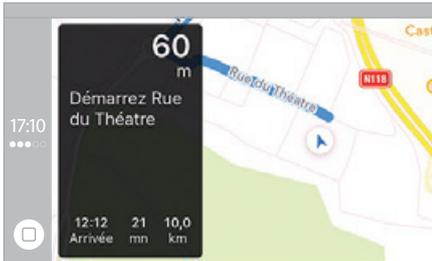 60
m
Démarrez Rue
du Théatre
12:12 21 10,0
Arrivée mn km
17:10
Rue du Théatre
N118
Cast